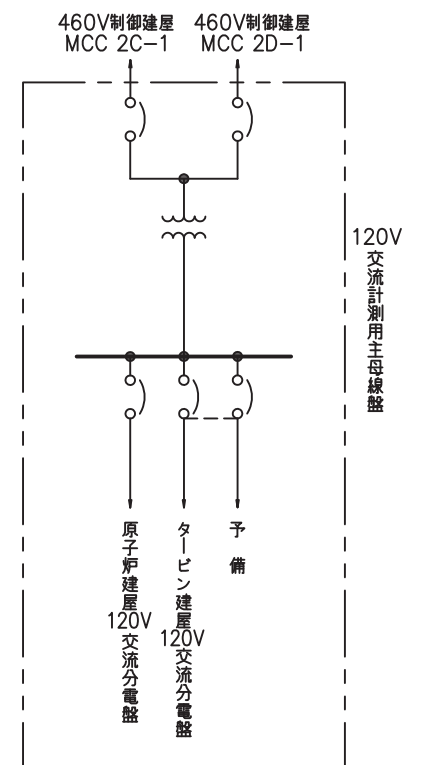 460V制御建屋
MCC 2C-1
460V制御建屋
MCC 2D-1
120V
交流計測用主母線盤
原子炉建屋
120V
交流分電盤
タービン建屋
120V
交流分電盤
予備